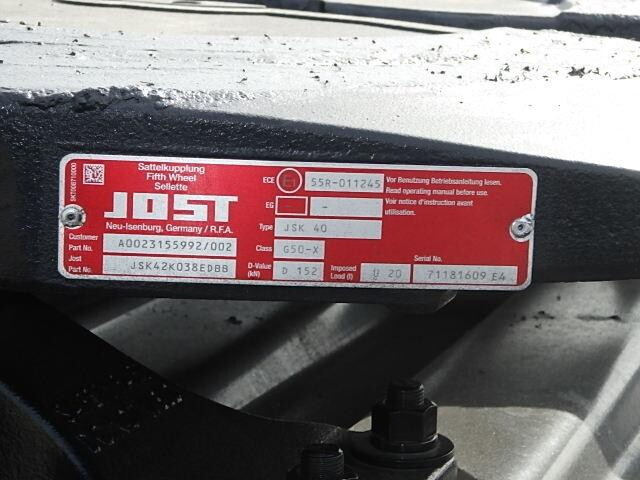 SKT008710000
Sattelkupplung
Fifth Wheel
Sellette
JOST
Neu-Isenburg, Germany / R.F.A.
Customer
Part No. A0023155992/002
Jost
Part No. JSK42K038EDBB
ECE E1 55R-011245
EG -
Type JSK 40
Class G50-X
D-Value
(kN) D 152
Imposed
Load (t) U 20
Vor Benutzung Betriebsanleitung lesen.
Read operating manual before use.
Voir notice d'instruction avant
utilisation.
Serial No.
71181609 E4